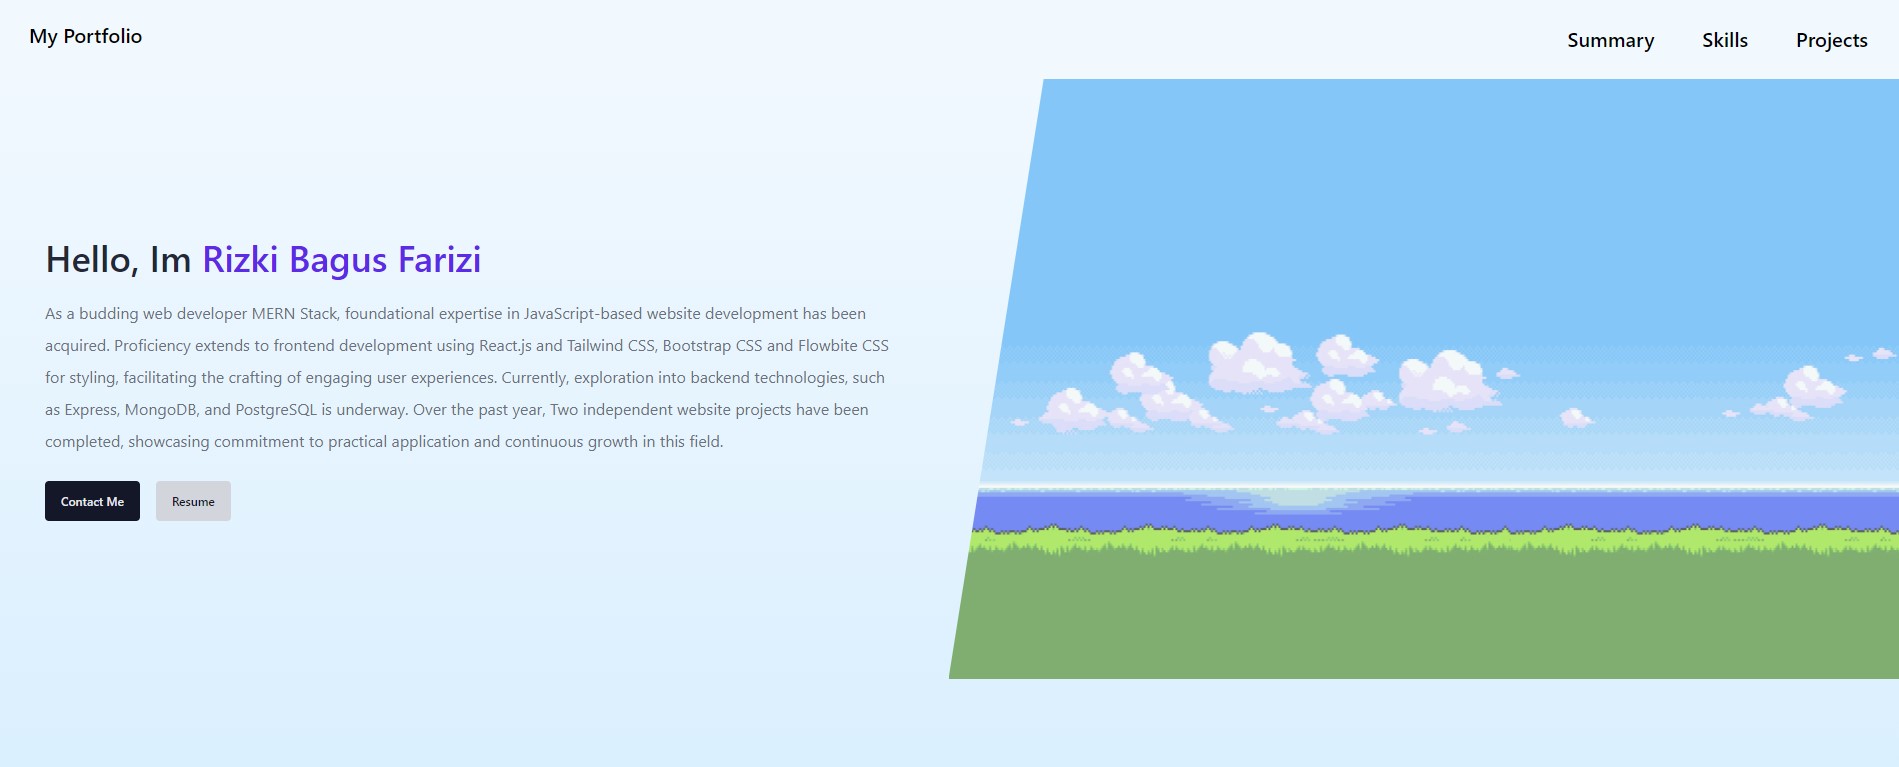 My Portfolio
Summary
Skills
Projects
Hello, Im Rizki Bagus Farizi
As a budding web developer MERN Stack, foundational expertise in JavaScript-based website development has been
acquired. Proficiency extends to frontend development using React.js and Tailwind CSS, Bootstrap CSS and Flowbite CSS
for styling, facilitating the crafting of engaging user experiences. Currently, exploration into backend technologies, such
as Express, MongoDB, and PostgreSQL is underway. Over the past year, Two independent website projects have been
completed, showcasing commitment to practical application and continuous growth in this field.
Contact Me
Resume